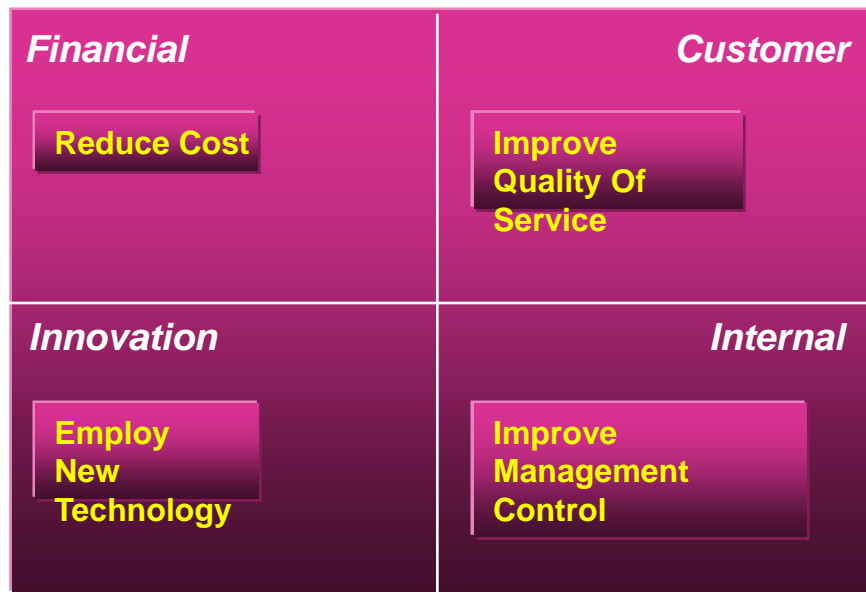 Financial
Reduce Cost
Customer
Improve
Quality Of
Service
Innovation
Employ
New
Technology
Internal
Improve
Management
Control